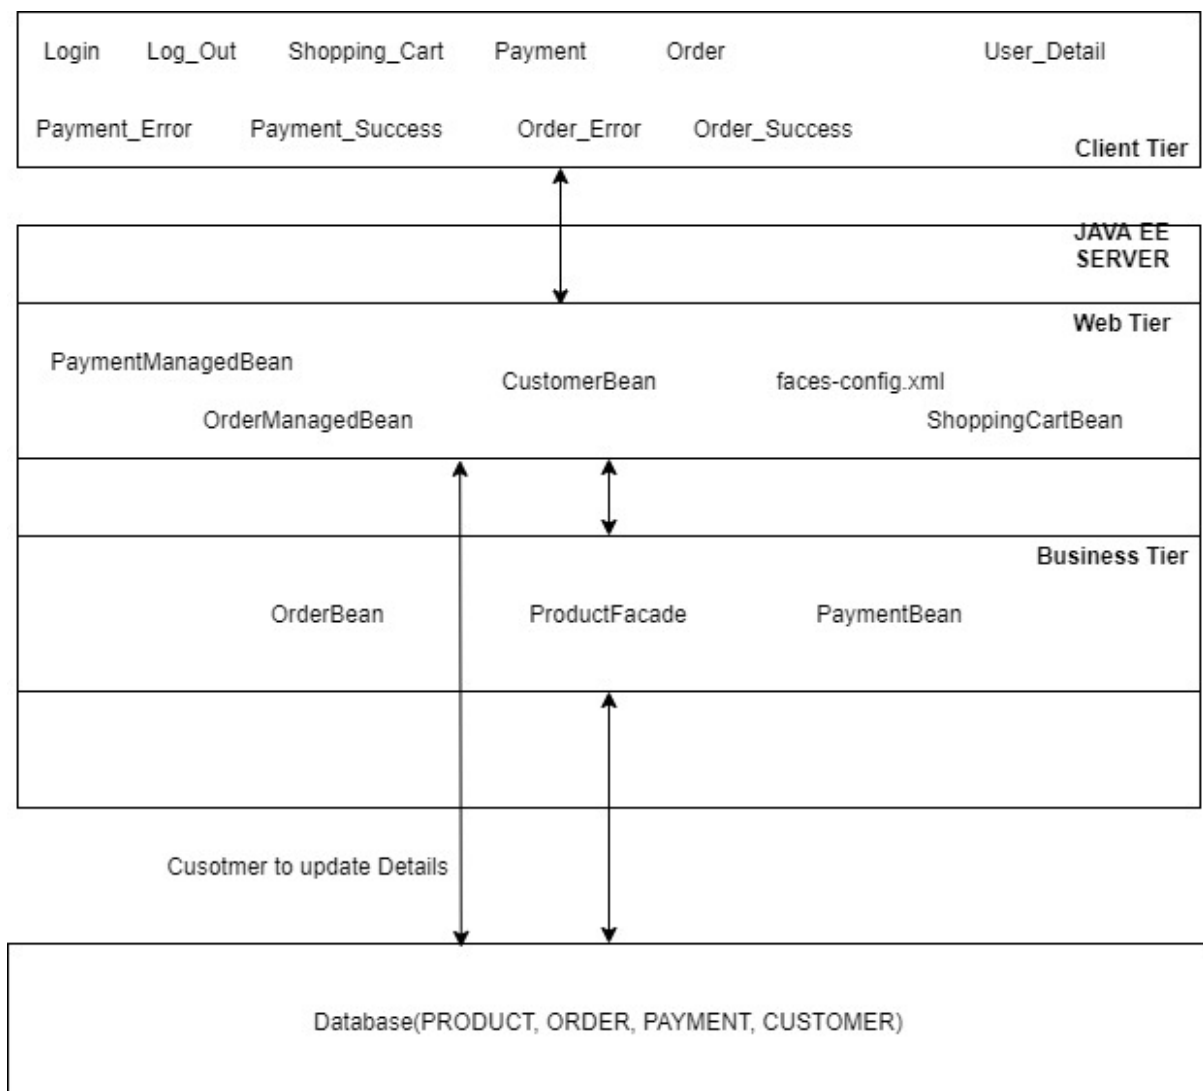 Login Log_Out Shopping_Cart Payment Order User_Detail
Payment_Error Payment_Success Order_Error Order_Success
Client Tier
JAVA EE
SERVER
Web Tier
PaymentManagedBean
CustomerBean faces-config.xml
OrderManagedBean ShoppingCartBean
Business Tier
OrderBean ProductFacade PaymentBean
Cusotmer to update Details
Database(PRODUCT, ORDER, PAYMENT, CUSTOMER)